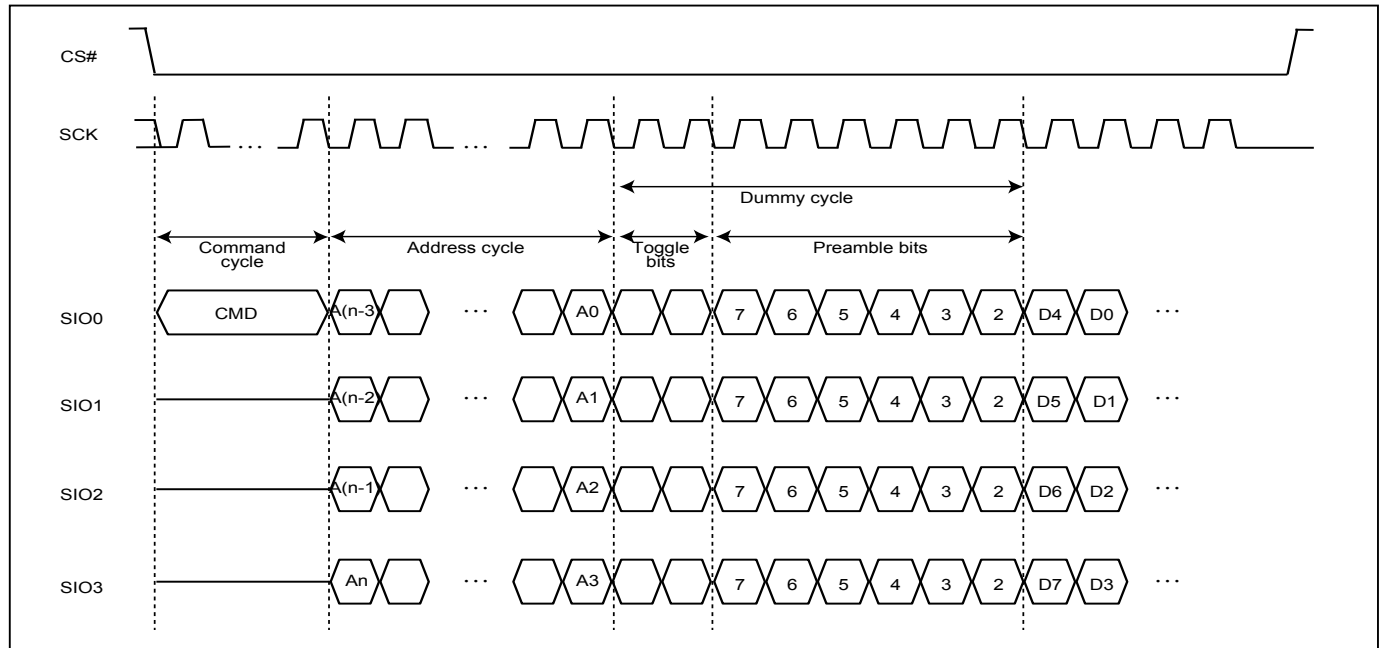 CS#
SCK
...
...
Dummy cycle
Command
cycle
Address cycle
Toggle
bits
Preamble bits
SIO0
CMD
A(n-3)
...
A0
7 6 5 4 3 2
D4 D0
...
SIO1
A(n-2)
...
A1
7 6 5 4 3 2
D5 D1
...
SIO2
A(n-1)
...
A2
7 6 5 4 3 2
D6 D2
...
SIO3
An
...
A3
7 6 5 4 3 2
D7 D3
...